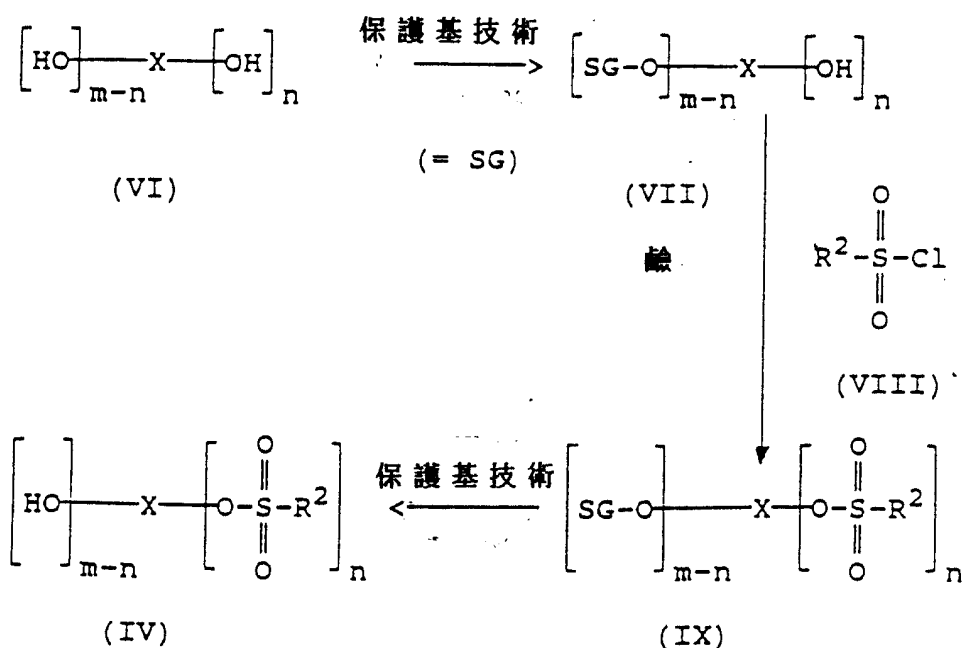 保護基技術
[HO]m-n—X—[OH]n
(= SG)
[SG-O]m-n—X—[OH]n
(VI)
(VII)
鹼
O
R²-S-Cl
O
(VIII)
保護基技術
[HO]m-n—X—[O-S-R²]n
O
O
[SG-O]m-n—X—[O-S-R²]n
O
O
(IV)
(IX)